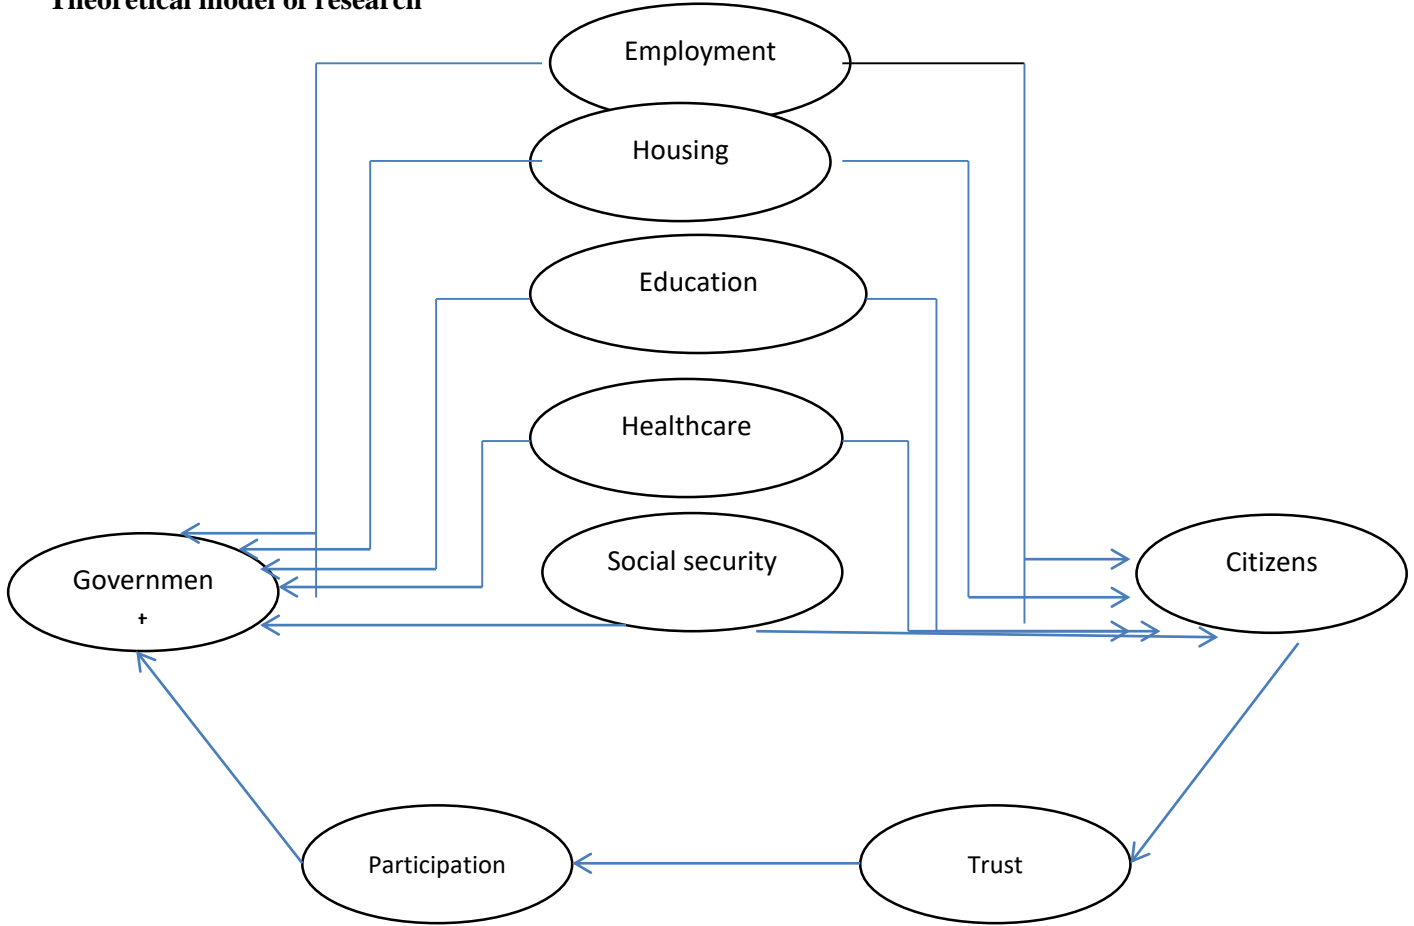 Theoretical model of research
Employment
Housing
Education
Healthcare
Social security
Governmen
t
Citizens
Participation
Trust